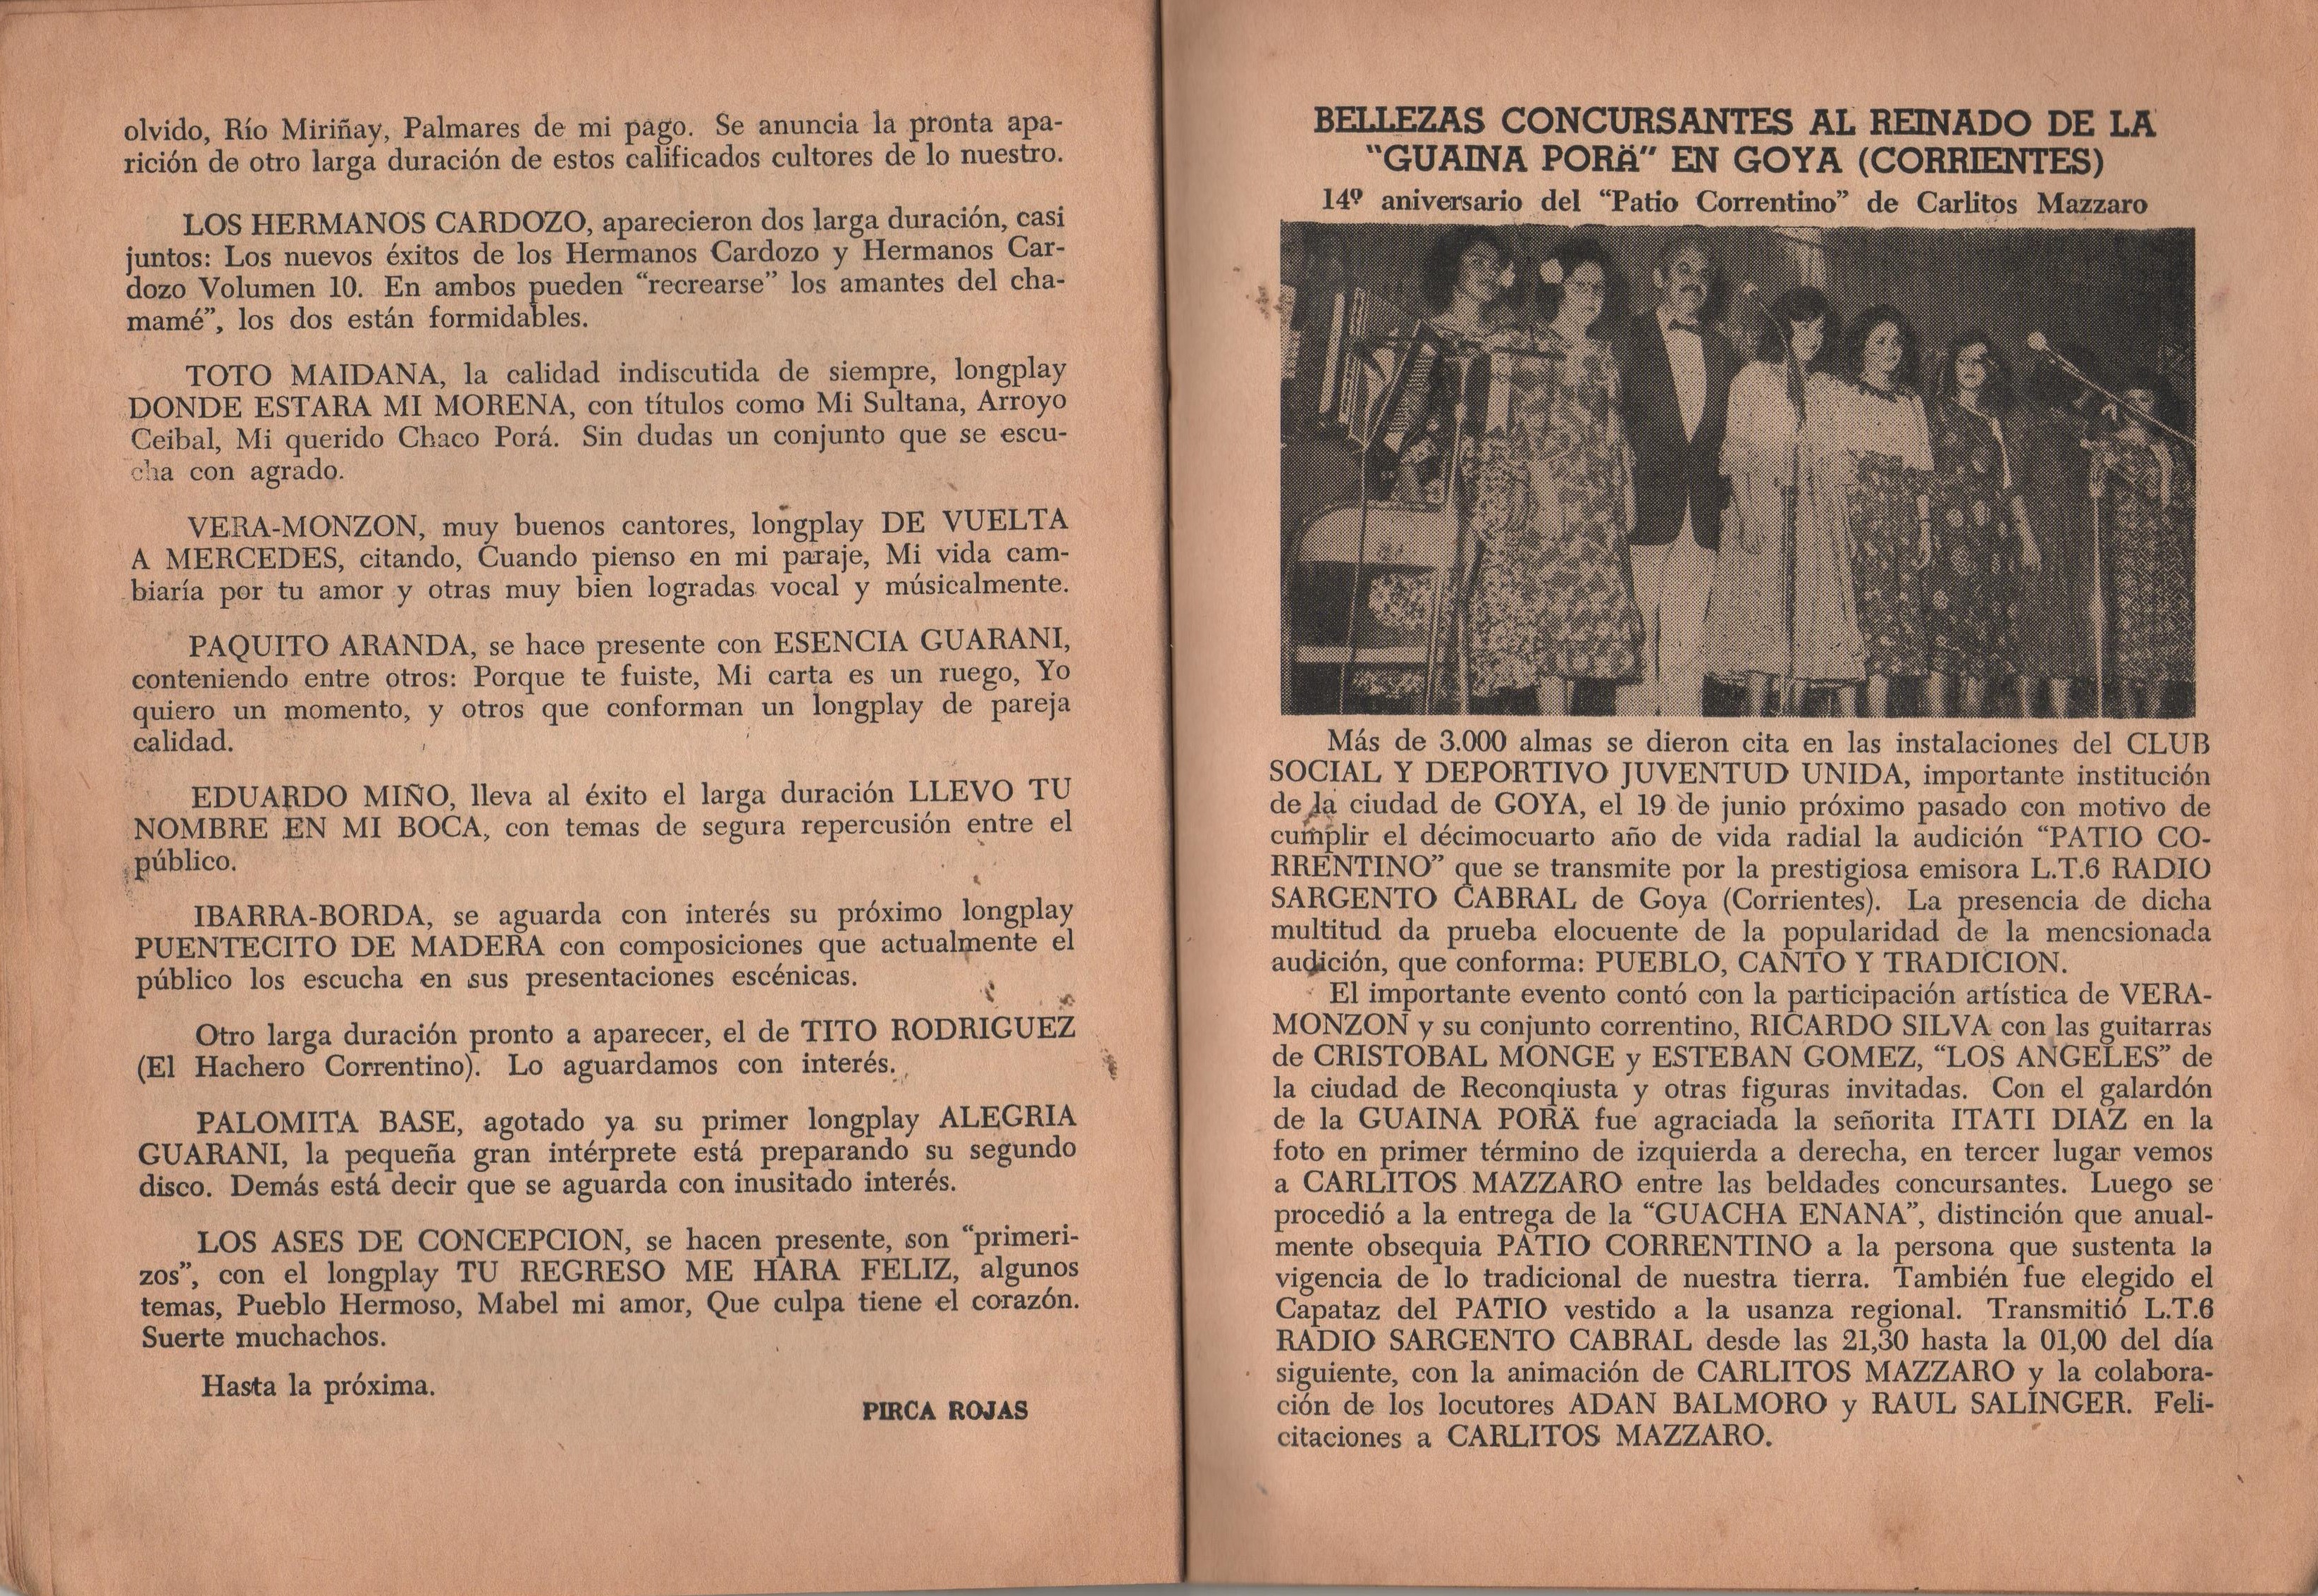 olvido, Río Miriñay, Palmares de mi pago. Se anuncia la pronta apa-
rición de otro larga duración de estos calificados cultores de lo nuestro.
LOS HERMANOS CARDOZO, aparecieron dos larga duración, casi
juntos: Los nuevos éxitos de los Hermanos Cardozo y Hermanos Car-
dozo Volumen 10. En ambos pueden “recrearse” los amantes del cha-
mamé”, los dos están formidables.
TOTO MAIDANA, la calidad indiscutida de siempre, longplay
DONDE ESTARA MI MORENA, con títulos como Mi Sultana, Arroyo
Ceibal, Mi querido Chaco Porá. Sin dudas un conjunto que se escu-
cha con agrado.
VERA-MONZON, muy buenos cantores, longplay DE VUELTA
A MERCEDES, citando, Cuando pienso en mi paraje, Mi vida cam-
biaría por tu amor y otras muy bien logradas vocal y músicalmente.
PAQUITO ARANDA, se hace presente con ESENCIA GUARANI,
conteniendo entre otros: Porque te fuiste, Mi carta es un ruego, Yo
quiero un momento, y otros que conforman un longplay de pareja
calidad.
EDUARDO MIÑO, lleva al éxito el larga duración LLEVO TU
NOMBRE EN MI BOCA, con temas de segura repercusión entre el
público.
IBARRA-BORDA, se aguarda con interés su próximo longplay
PUENTECITO DE MADERA con composiciones que actualmente el
público los escucha en sus presentaciones escénicas.
Otro larga duración pronto a aparecer, el de TITO RODRIGUEZ
(El Hachero Correntino). Lo aguardamos con interés.
PALOMITA BASE, agotado ya su primer longplay ALEGRIA
GUARANI, la pequeña gran intérprete está preparando su segundo
disco. Demás está decir que se aguarda con inusitado interés.
LOS ASES DE CONCEPCION, se hacen presente, son “primeri-
zos”, con el longplay TU REGRESO ME HARA FELIZ, algunos
temas, Pueblo Hermoso, Mabel mi amor, Que culpa tiene el corazón.
Suerte muchachos.
Hasta la próxima.
PIRCA ROJAS
BELLEZAS CONCURSANTES AL REINADO DE LA
“GUAINA PORÄ” EN GOYA (CORRIENTES)
14º aniversario del “Patio Correntino” de Carlitos Mazzaro
Más de 3.000 almas se dieron cita en las instalaciones del CLUB
SOCIAL Y DEPORTIVO JUVENTUD UNIDA, importante institución
de la ciudad de GOYA, el 19 de junio próximo pasado con motivo de
cumplir el décimocuarto año de vida radial la audición “PATIO CO-
RRENTINO” que se transmite por la prestigiosa emisora L.T.6 RADIO
SARGENTO CABRAL de Goya (Corrientes). La presencia de dicha
multitud da prueba elocuente de la popularidad de la mencsionada
audición, que conforma: PUEBLO, CANTO Y TRADICION.
El importante evento contó con la participación artística de VERA-
MONZON y su conjunto correntino, RICARDO SILVA con las guitarras
de CRISTOBAL MONGE y ESTEBAN GOMEZ, “LOS ANGELES” de
la ciudad de Reconqiusta y otras figuras invitadas. Con el galardón
de la GUAINA PORÄ fue agraciada la señorita ITATI DIAZ en la
foto en primer término de izquierda a derecha, en tercer lugar vemos
a CARLITOS MAZZARO entre las beldades concursantes. Luego se
procedió a la entrega de la “GUACHA ENANA”, distinción que anual-
mente obsequia PATIO CORRENTINO a la persona que sustenta la
vigencia de lo tradicional de nuestra tierra. También fue elegido el
Capataz del PATIO vestido a la usanza regional. Transmitió L.T.6
RADIO SARGENTO CABRAL desde las 21,30 hasta la 01,00 del día
siguiente, con la animación de CARLITOS MAZZARO y la colabora-
ción de los locutores ADAN BALMORO y RAUL SALINGER. Feli-
citaciones a CARLITOS MAZZARO.